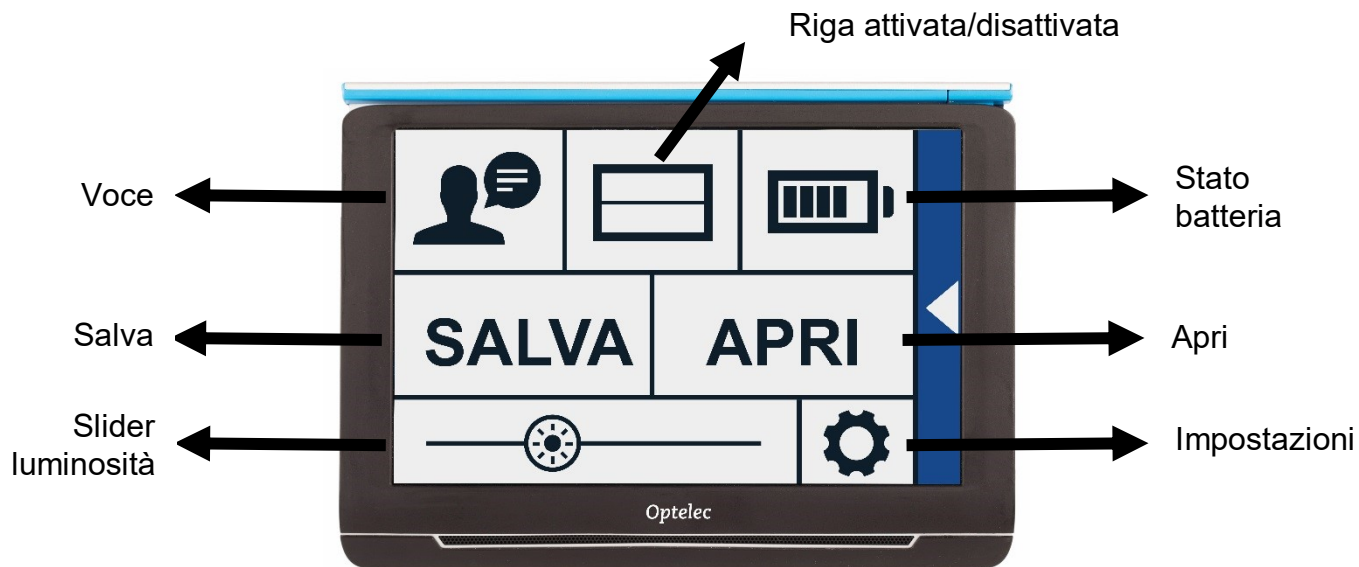 Riga attivata/disattivata
Voce
Stato
batteria
Salva
SALVA
APRI
Apri
Slider
luminosità
Impostazioni
Optelec